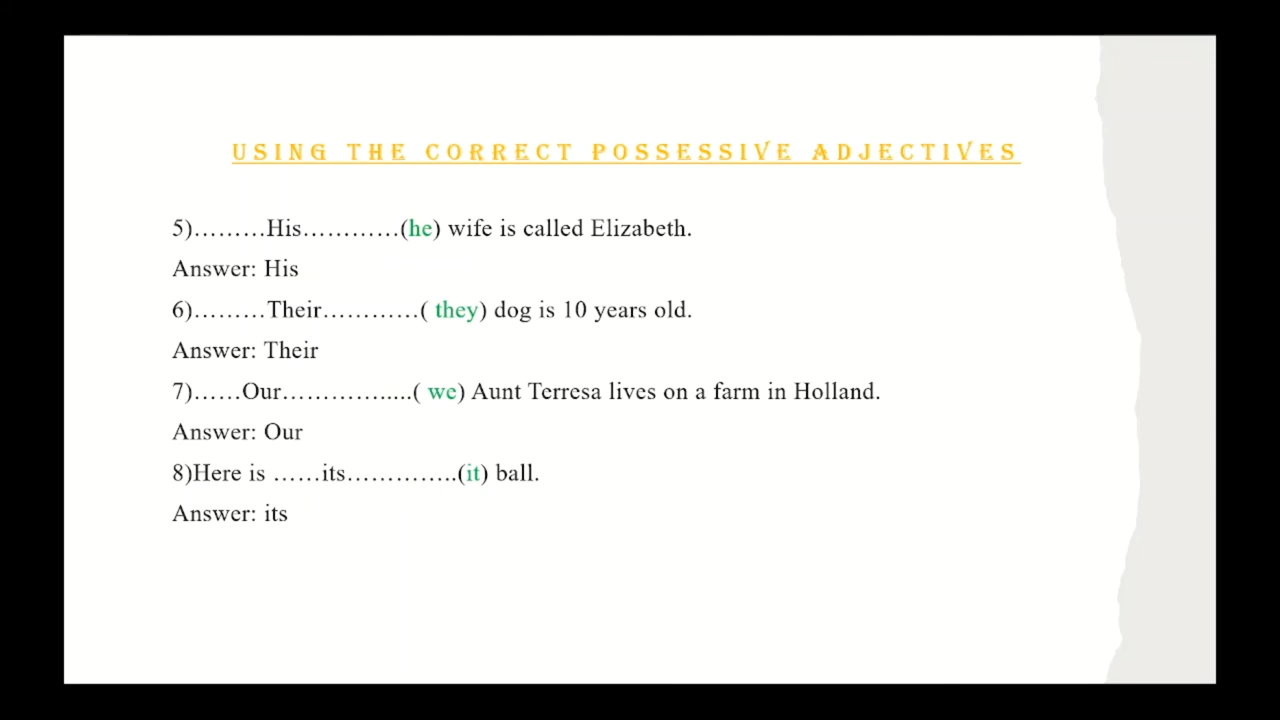 USING THE CORRECT POSSESSIVE ADJECTIVES
5)………His…………(he) wife is called Elizabeth.
Answer: His
6)………Their…………( they) dog is 10 years old.
Answer: Their
7)……Our………….....( we) Aunt Terresa lives on a farm in Holland.
Answer: Our
8)Here is ……its…………..(it) ball.
Answer: its